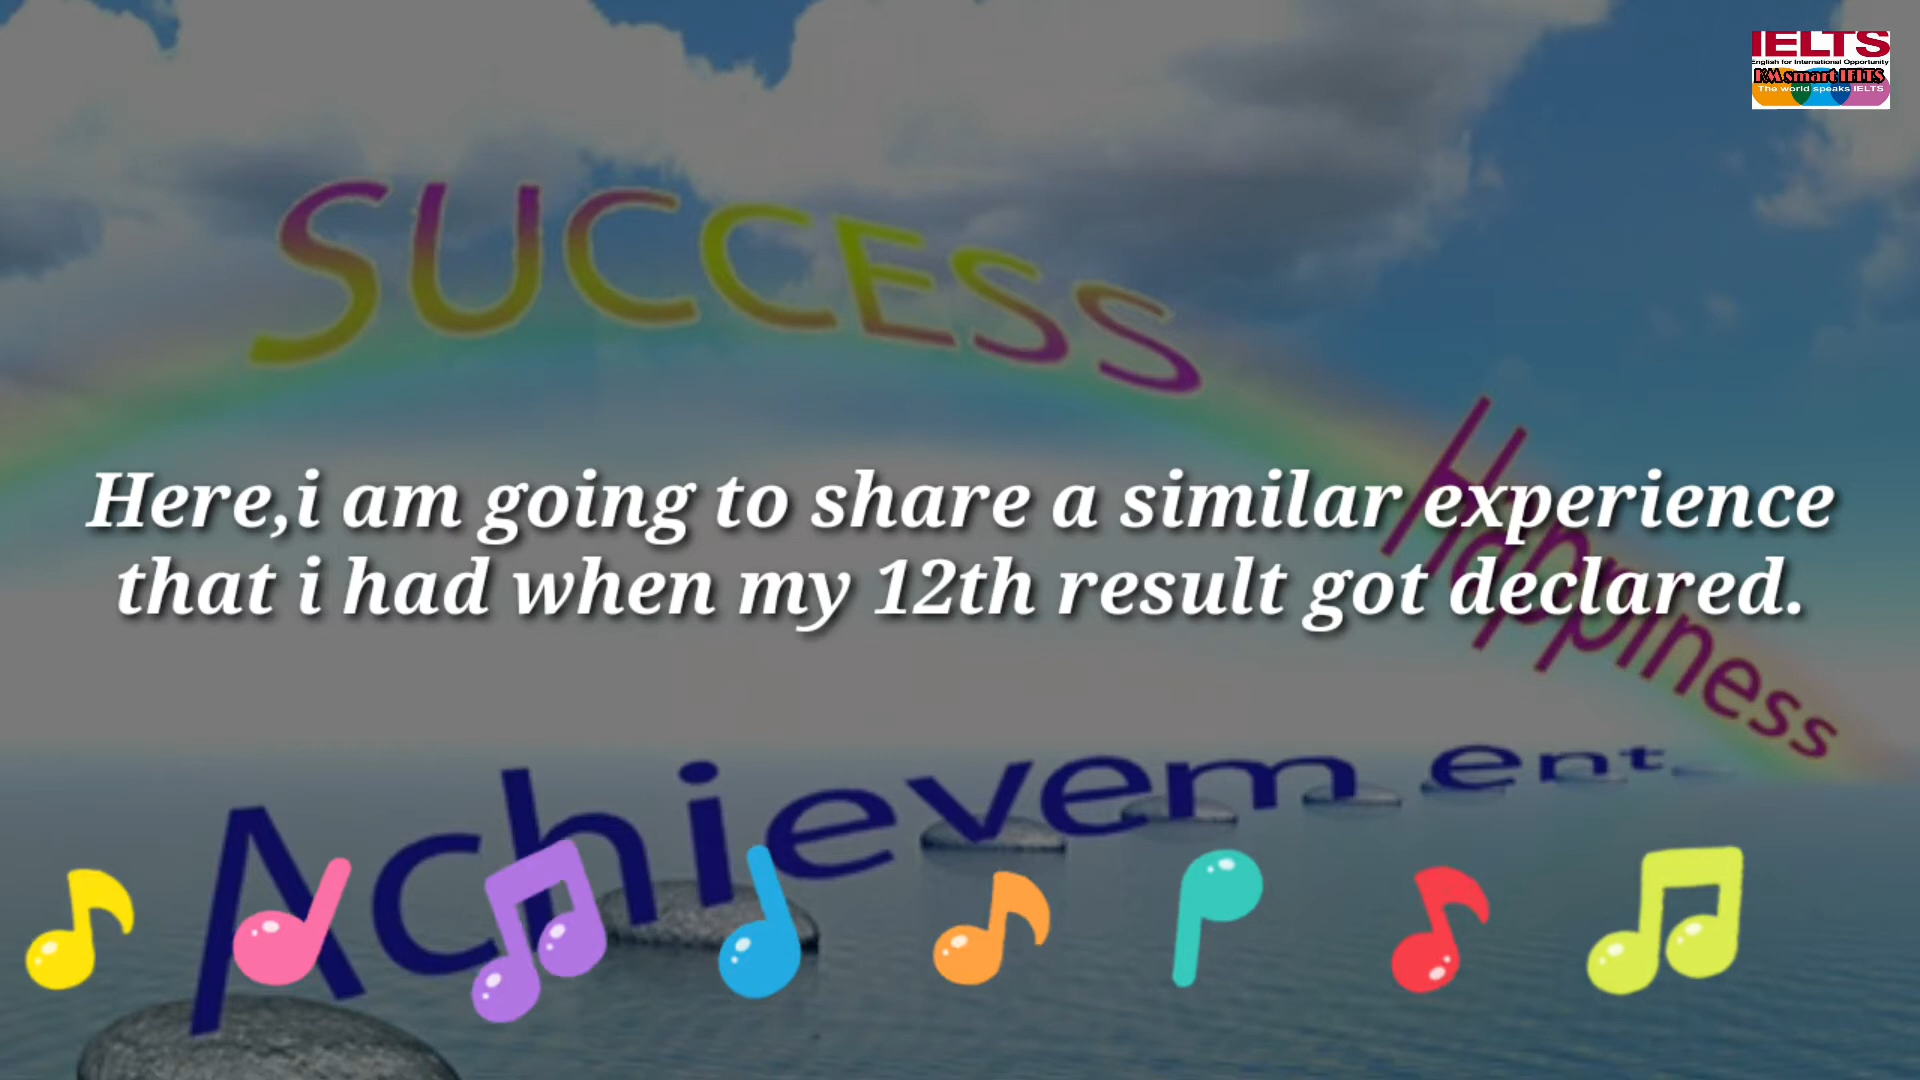 IELTS
English for International Opportunity
KM smart IELTS
The world speaks IELTS
SUCCESS
Happiness
Here,i am going to share a similar experience
that i had when my 12th result got declared.
Achievement